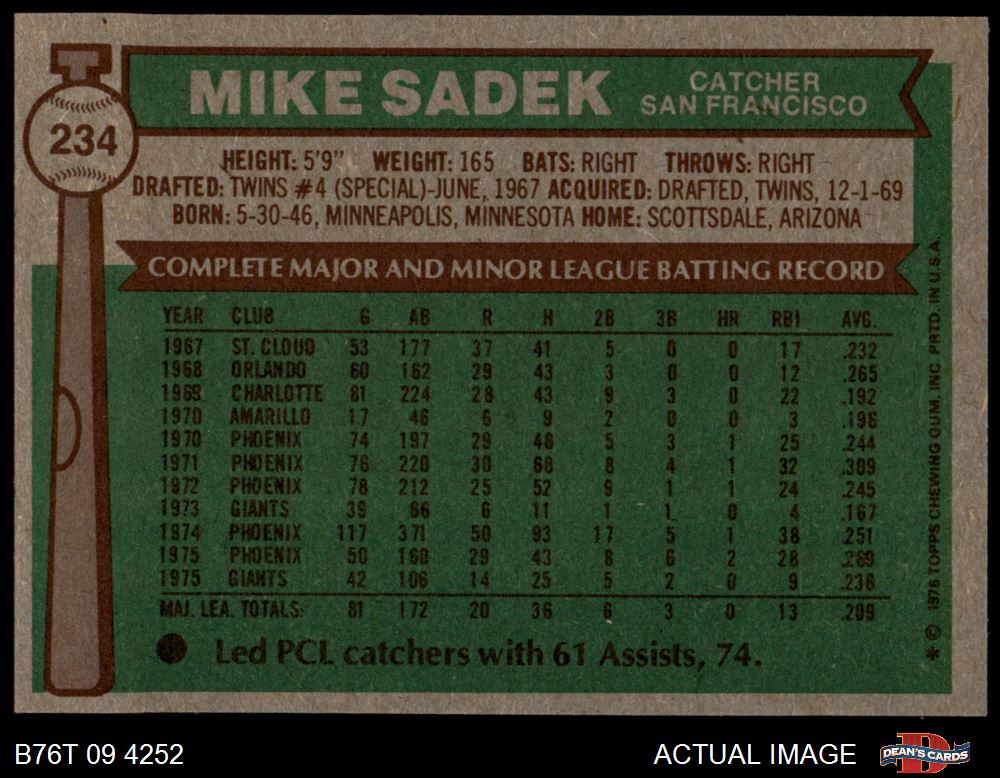 MIKE SADEK
CATCHER
SAN FRANCISCO
234
HEIGHT: 5'9" WEIGHT: 165 BATS: RIGHT THROWS: RIGHT
DRAFTED: TWINS #4 (SPECIAL)-JUNE, 1967 ACQUIRED: DRAFTED, TWINS, 12-1-69
BORN: 5-30-46, MINNEAPOLIS, MINNESOTA HOME: SCOTTSDALE, ARIZONA
COMPLETE MAJOR AND MINOR LEAGUE BATTING RECORD
YEAR CLUB G AB R H 2B 3B HR RBI AVG.
1967 ST. CLOUD 53 177 37 41 5 0 0 17 .232
1968 ORLANDO 60 162 29 43 3 0 0 12 .265
1969 CHARLOTTE 81 224 28 43 9 3 0 22 .192
1970 AMARILLO 17 46 6 9 2 0 0 3 .196
1970 PHOENIX 74 197 29 48 5 3 1 25 .244
1971 PHOENIX 76 220 30 68 8 4 1 32 .309
1972 PHOENIX 78 212 25 52 9 1 1 24 .245
1973 GIANTS 39 66 6 11 1 1 0 4 .167
1974 PHOENIX 117 371 50 93 17 5 1 38 .251
1975 PHOENIX 50 160 29 43 8 6 2 28 .269
1975 GIANTS 42 106 14 25 5 2 0 9 .236
MAJ. LEA. TOTALS: 81 172 20 36 6 3 0 13 .209
Led PCL catchers with 61 Assists, 74.
* © 1976 TOPPS CHEWING GUM, INC. PRTD. IN U.S.A.
B76T 09 4252
ACTUAL IMAGE
D
DEAN'S CARDS